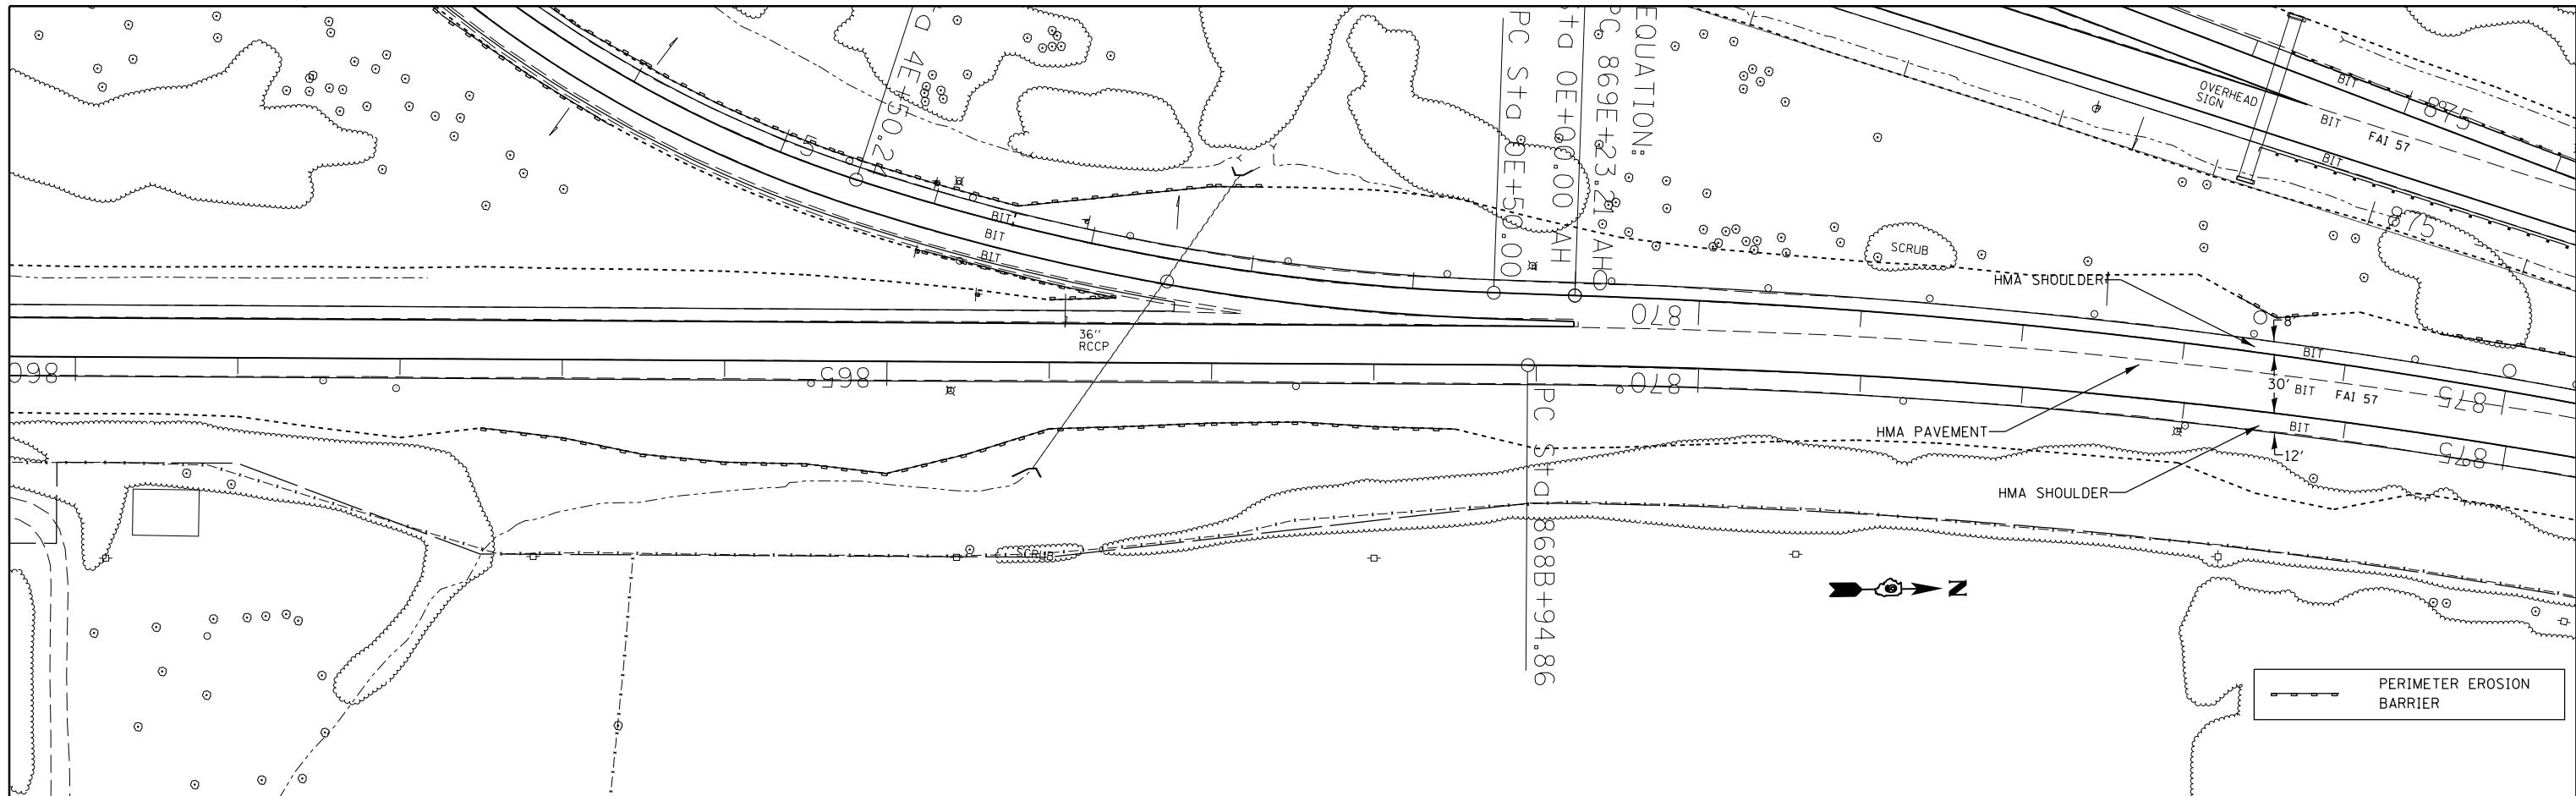 Sta 4E+50.27
PC Sta 0E+50.00
Sta 0E+00.00 AH
PC 869E+23.21 AHD
EQUATION:
OVERHEAD
SIGN
BIT
BIT
BIT
FAI 57
875
875
5
BIT
BIT
BIT
SCRUB
HMA SHOULDER
870
8'
BIT
36"
RCCP
860
865
870
30'
BIT
FAI 57
875
HMA PAVEMENT
BIT
12'
875
HMA SHOULDER
PC Sta 868B+94.86
SCRUB
N
PERIMETER EROSION
BARRIER